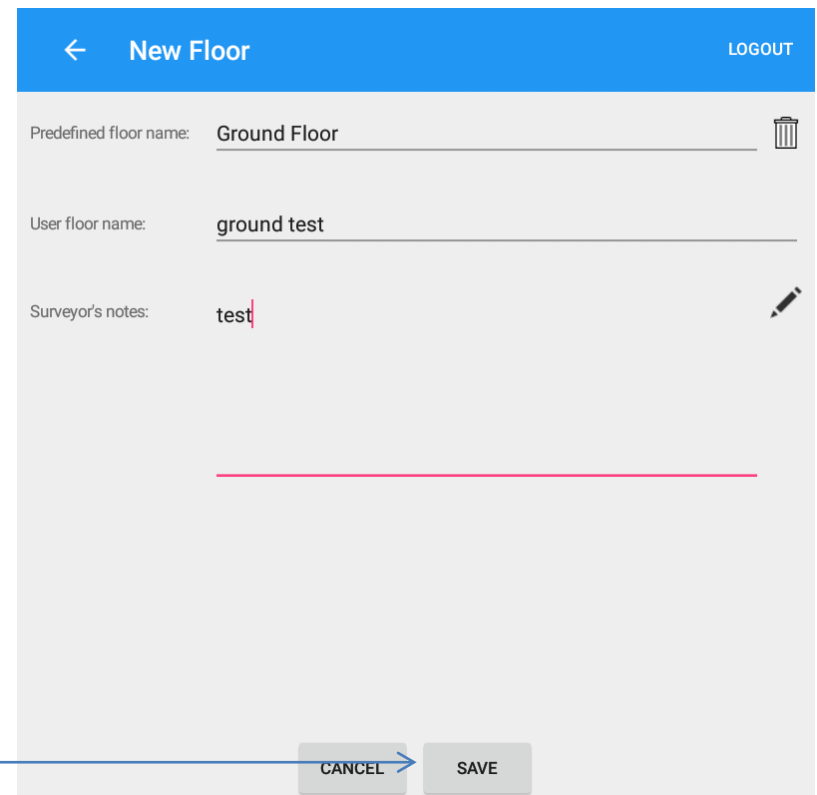 New Floor LOGOUT
Predefined floor name: Ground Floor
User floor name: ground test
Surveyor's notes: test
CANCEL SAVE